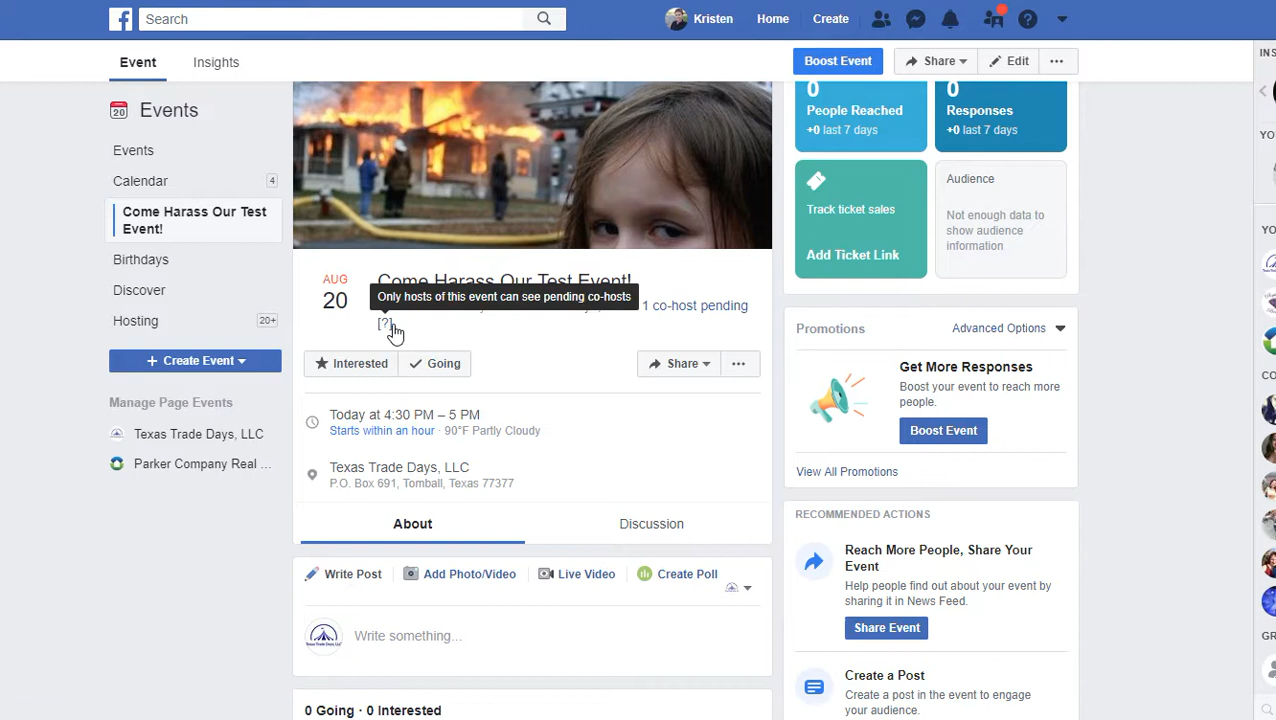 Search
Kristen
Home
Create
Event
Insights
Boost Event
Share
Edit
20
Events
Events
Calendar
4
Come Harass Our Test
Event!
Birthdays
Discover
Hosting
20+
+ Create Event
Manage Page Events
Texas Trade Days, LLC
Parker Company Real ...
AUG
20
Come Harass Our Test Event!
Only hosts of this event can see pending co-hosts
1 co-host pending
[?]
Interested
Going
Share
Today at 4:30 PM – 5 PM
Starts within an hour · 90°F Partly Cloudy
Texas Trade Days, LLC
P.O. Box 691, Tomball, Texas 77377
About
Discussion
Write Post
Add Photo/Video
Live Video
Create Poll
Write something...
0 Going · 0 Interested
0
People Reached
+0 last 7 days
0
Responses
+0 last 7 days
Track ticket sales
Add Ticket Link
Audience
Not enough data to
show audience
information
Promotions
Advanced Options
Get More Responses
Boost your event to reach more
people.
Boost Event
View All Promotions
RECOMMENDED ACTIONS
Reach More People, Share Your
Event
Help people find out about your event by
sharing it in News Feed.
Share Event
Create a Post
Create a post in the event to engage
your audience.
INS
YO
YO
CO
GR